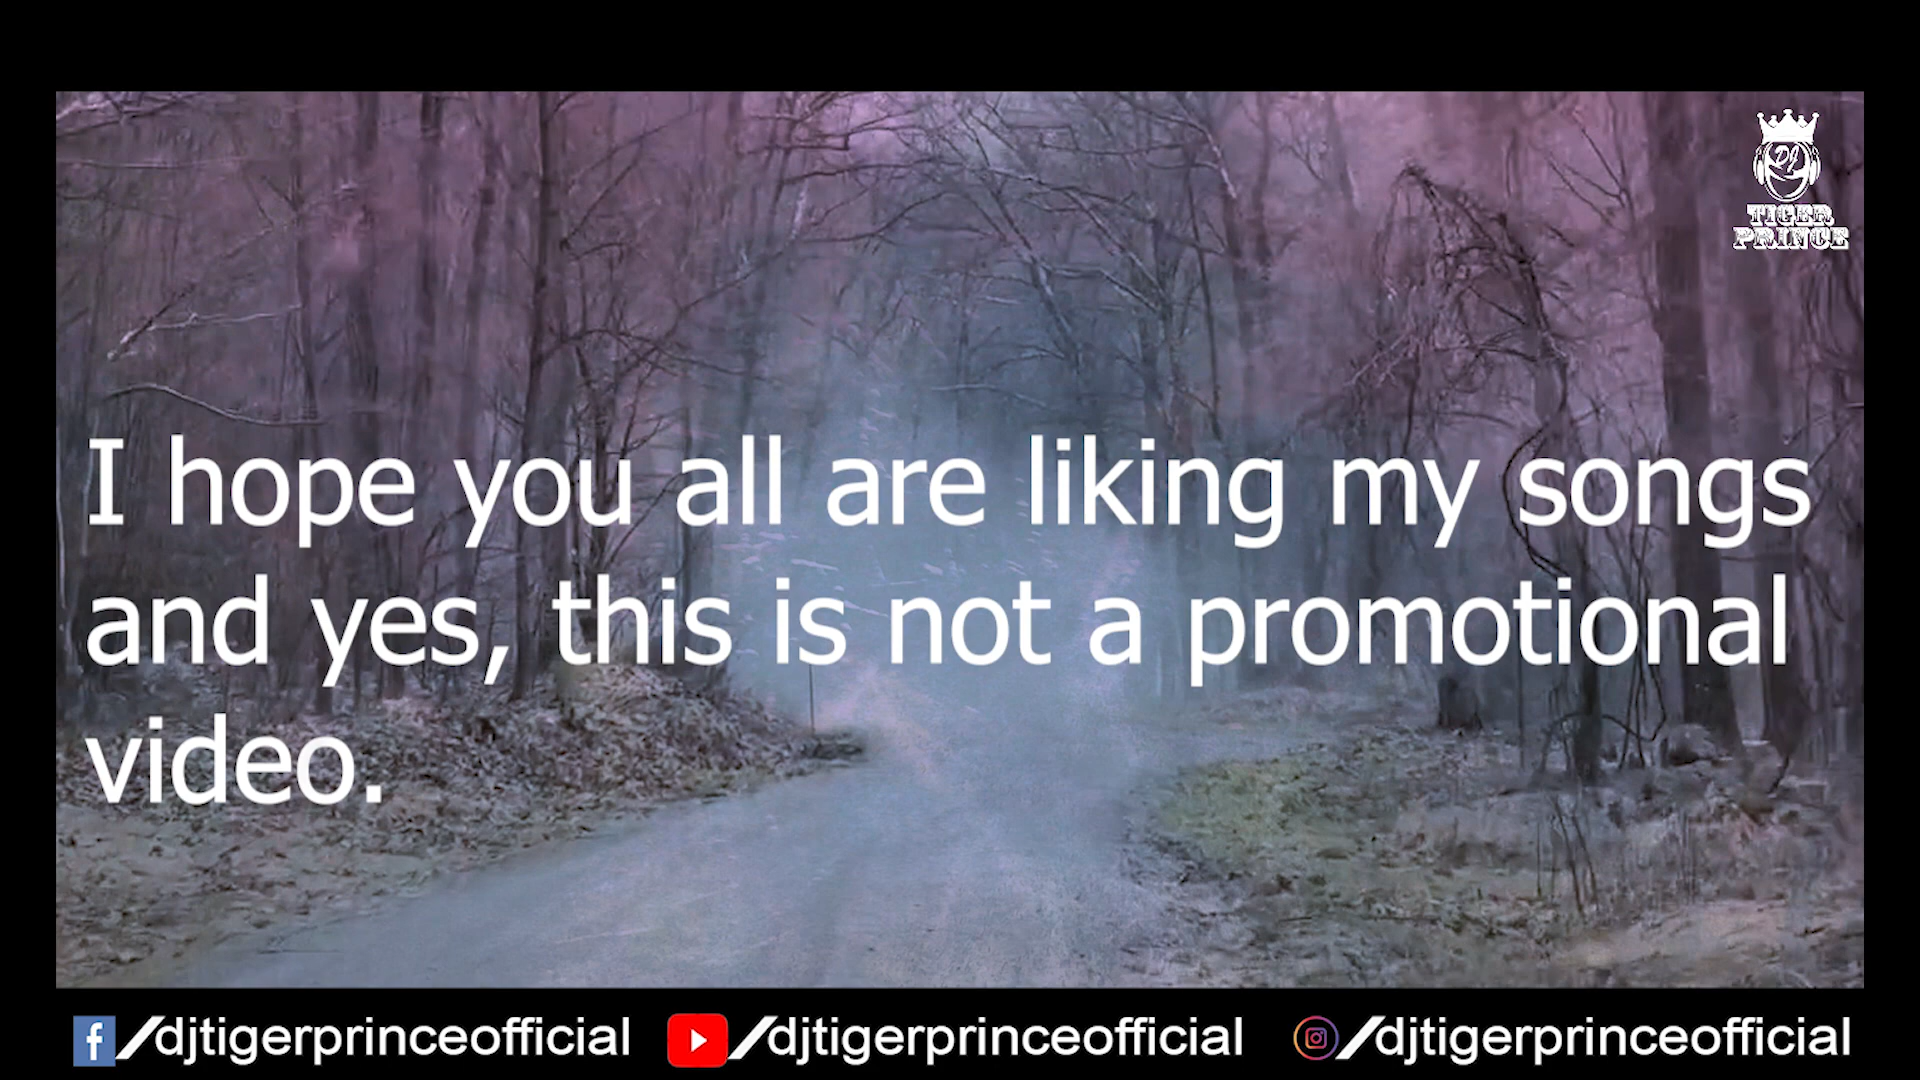 DJ
TIGER
PRINCE
I hope you all are liking my songs
and yes, this is not a promotional
video.
/djtigerprinceofficial
/djtigerprinceofficial
/djtigerprinceofficial